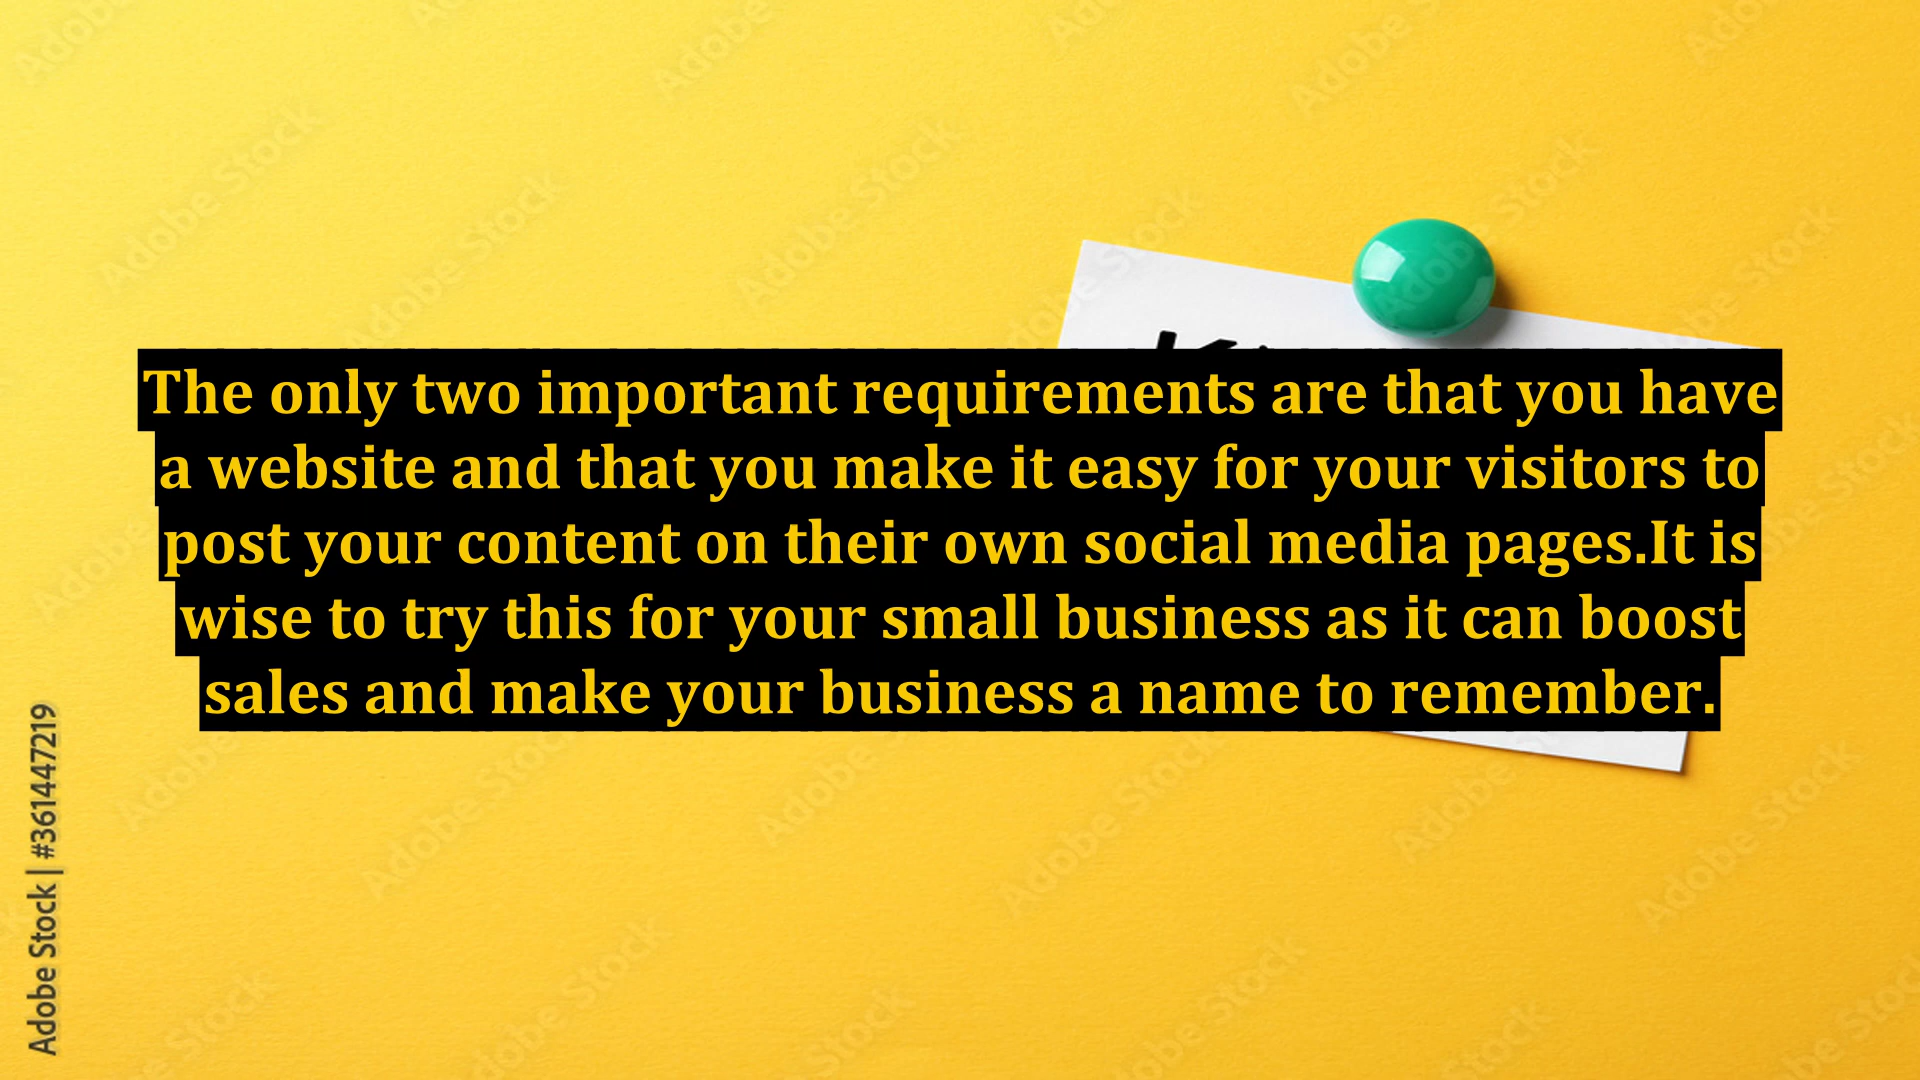 The only two important requirements are that you have
a website and that you make it easy for your visitors to
post your content on their own social media pages.It is
wise to try this for your small business as it can boost
sales and make your business a name to remember.
Adobe Stock | #361447219
Adobe Stock